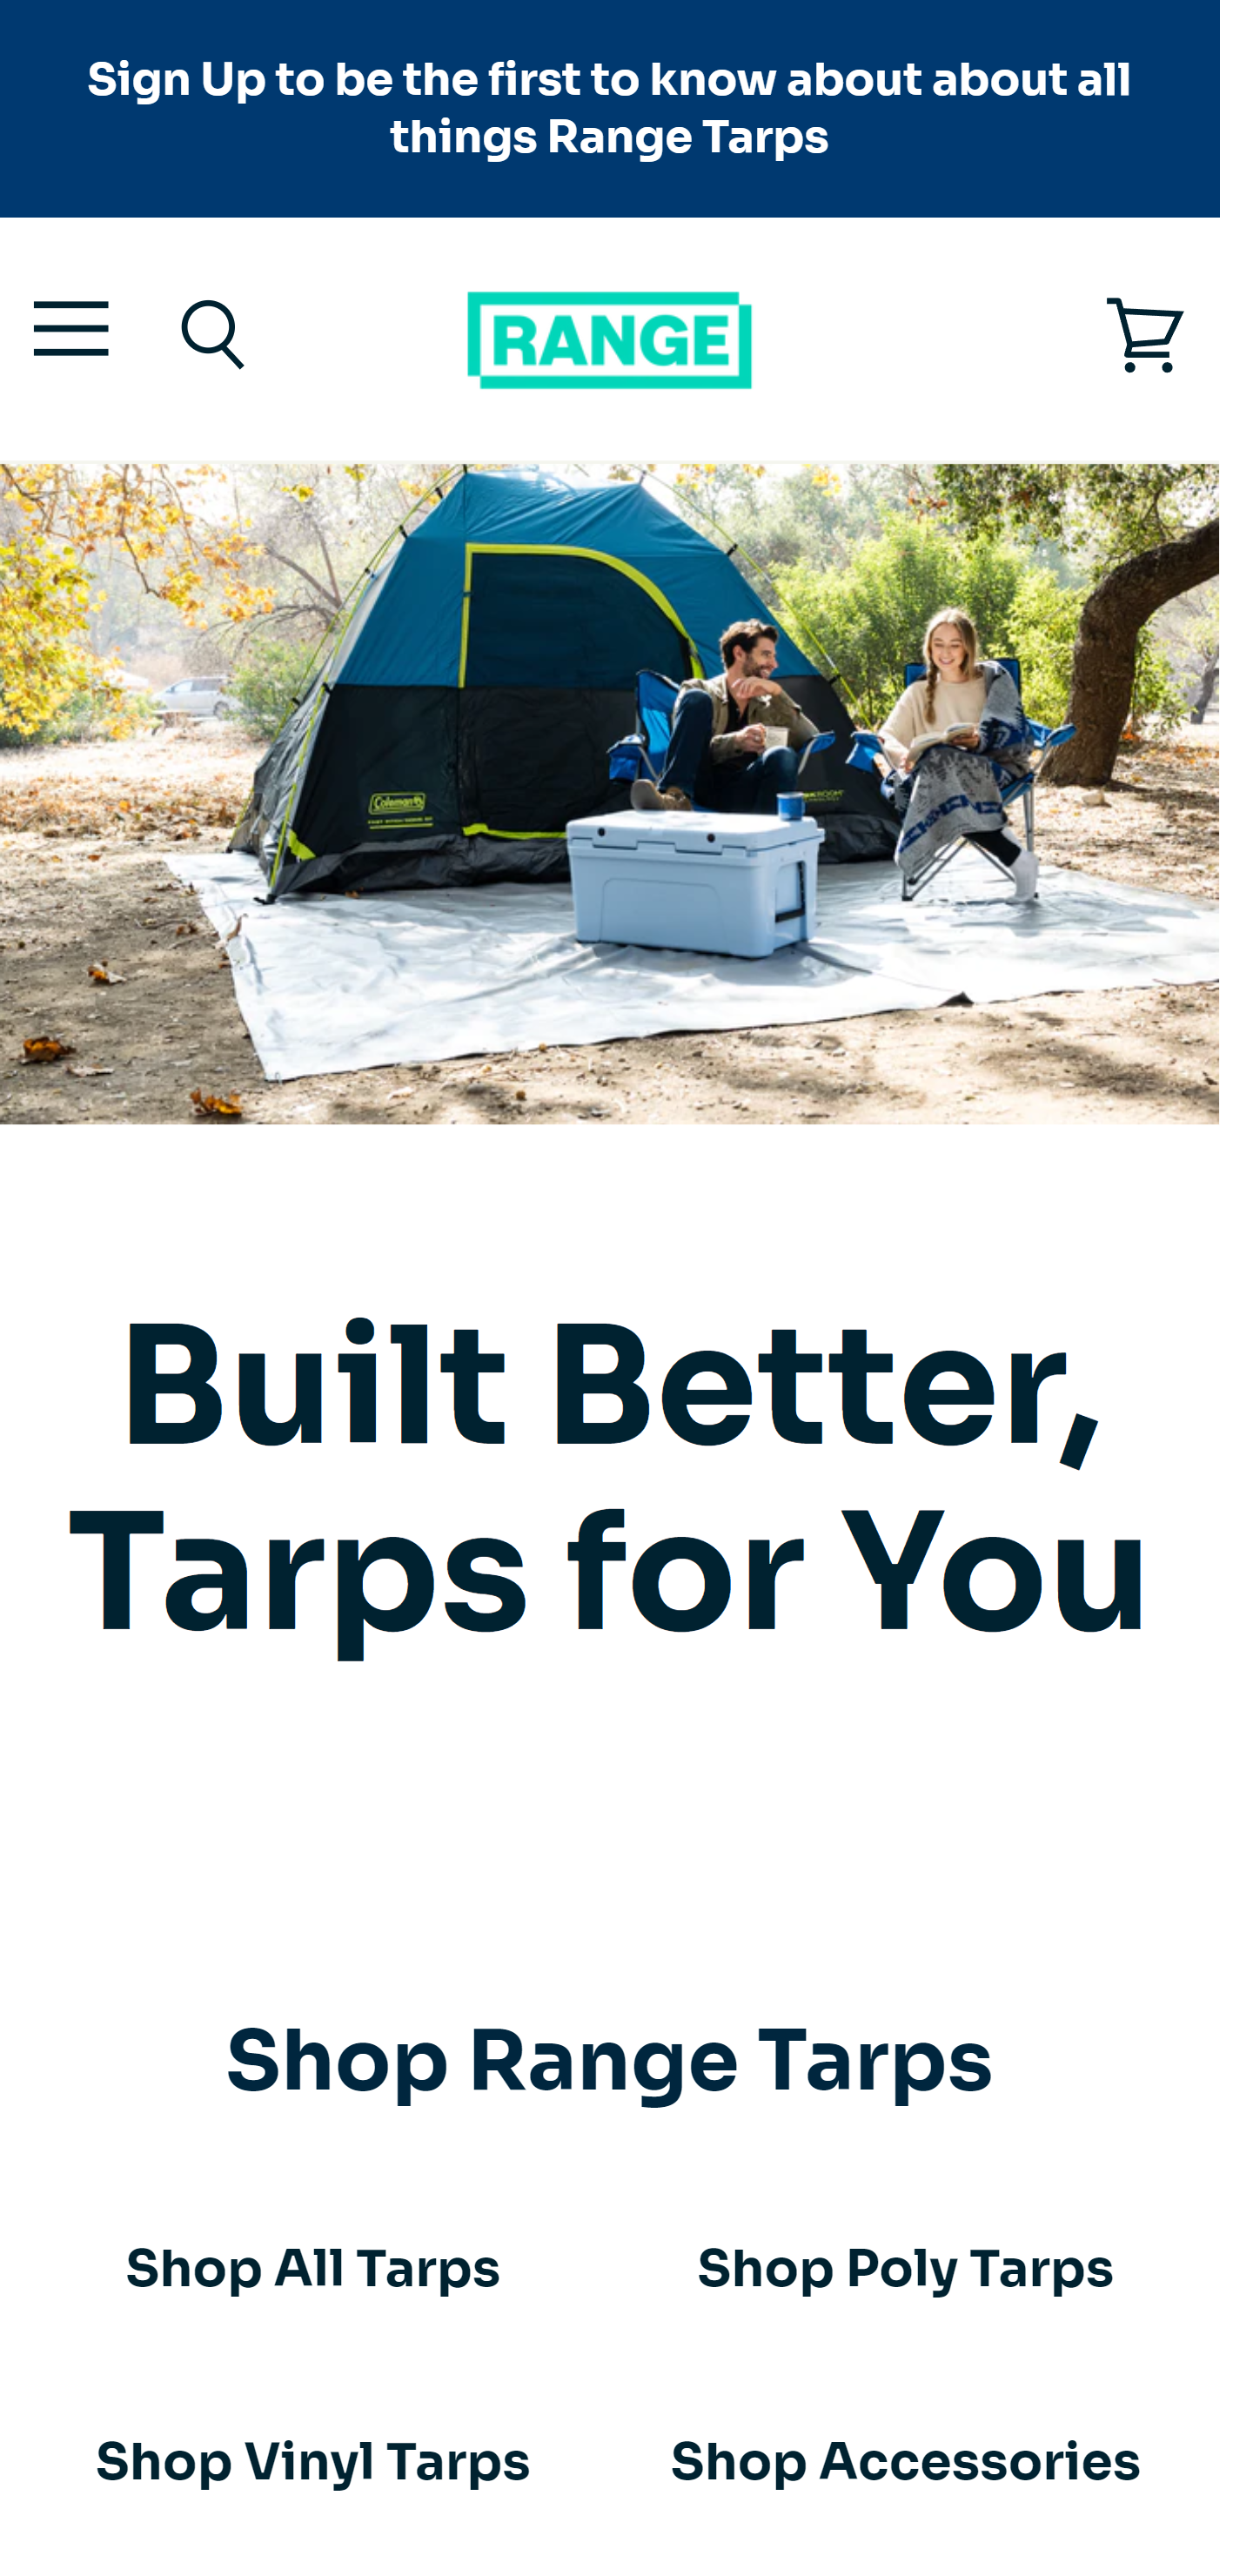 Sign Up to be the first to know about about all
things Range Tarps
RANGE
Coleman
Built Better,
Tarps for You
Shop Range Tarps
Shop All Tarps
Shop Poly Tarps
Shop Vinyl Tarps
Shop Accessories